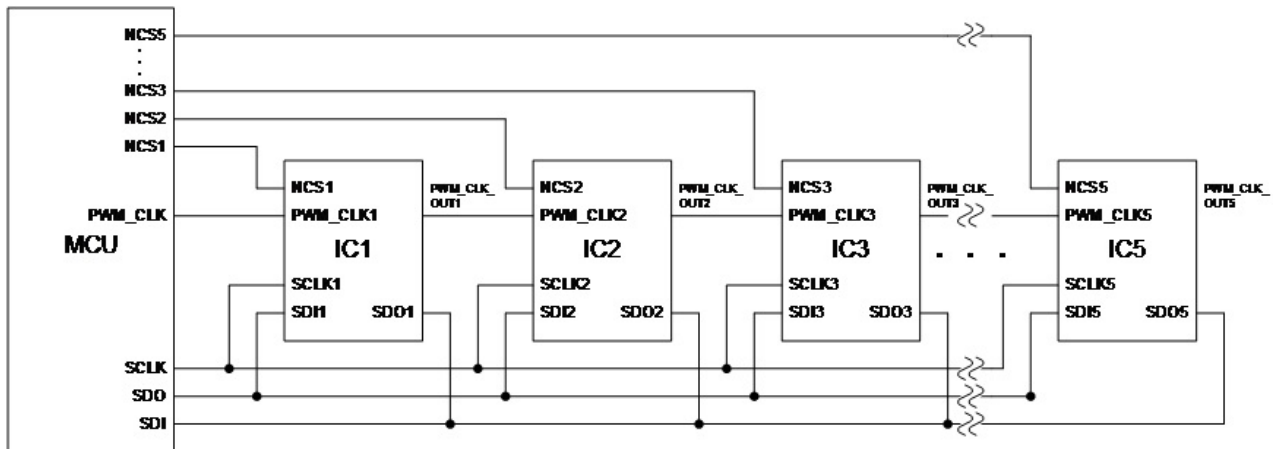 NCS5
NCS3
NCS2
NCS1
PWM_CLK
MCU
SCLK
SDO
SDI
NCS1
PWM_CLK1
IC1
SCLK1
SDI1 SDO1
PWM_CLK_
OUT1
NCS2
PWM_CLK2
IC2
SCLK2
SDI2 SDO2
PWM_CLK_
OUT2
NCS3
PWM_CLK3
IC3
SCLK3
SDI3 SDO3
PWM_CLK_
OUT3
. . .
NCS5
PWM_CLK5
IC5
SCLK5
SDI5 SDO5
PWM_CLK_
OUT5